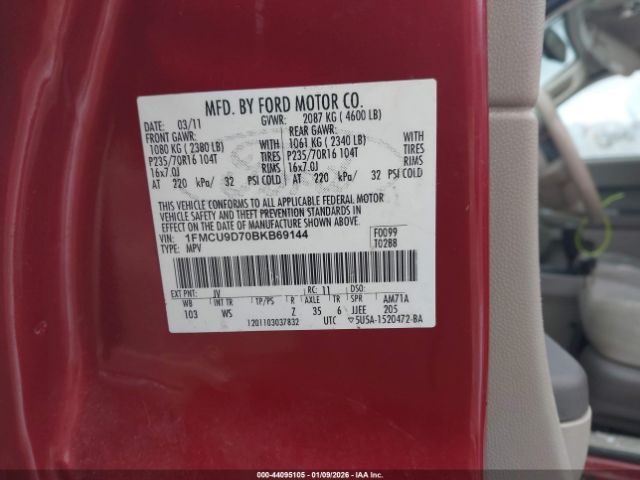 MFD. BY FORD MOTOR CO.
DATE: 03/11 GVWR: 2087 KG ( 4600 LB)
FRONT GAWR: REAR GAWR:
1080 KG ( 2380 LB) WITH 1061 KG ( 2340 LB) WITH
P235/70R16 104T TIRES P235/70R16 104T TIRES
16x7.0J RIMS 16x7.0J RIMS
AT 220 kPa/ 32 PSI COLD AT 220 kPa/ 32 PSI COLD
THIS VEHICLE CONFORMS TO ALL APPLICABLE FEDERAL MOTOR
VEHICLE SAFETY AND THEFT PREVENTION STANDARDS IN
EFFECT ON THE DATE OF MANUFACTURE SHOWN ABOVE.
VIN: 1FMCU9D70BKB69144 F0099
TYPE: MPV T0288
EXT PNT: JV RC: 11 DSO:
WB INT TR TP/PS R AXLE TR SPR AM71A
103 WS Z 35 6 JJEE 205
1201103037832 UTC ▽5U5A-1520472-BA
000-44095105 - 01/09/2026 - IAAI.com